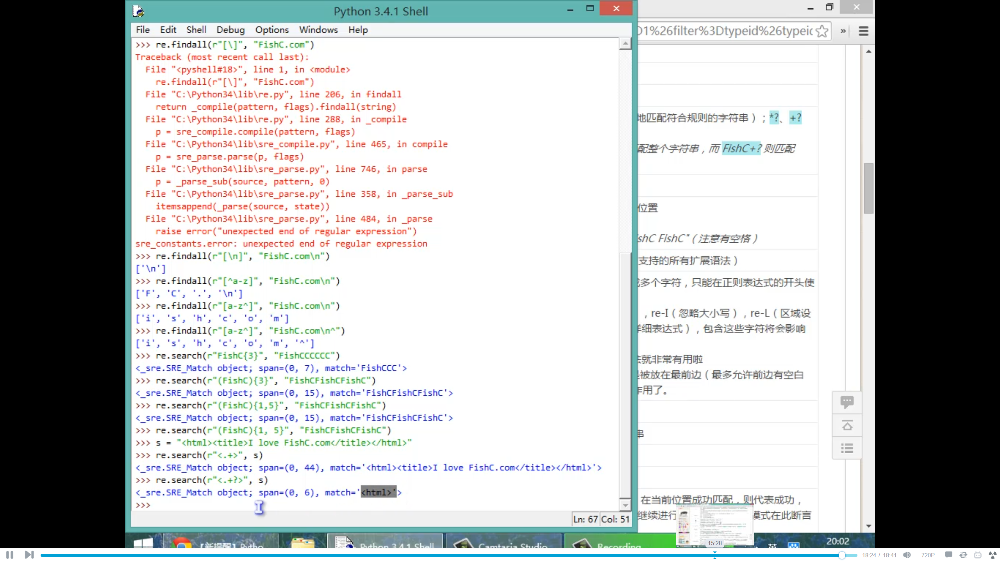 Python 3.4.1 Shell
File Edit Shell Debug Options Windows Help
>>> re.findall(r"[\]", "FishC.com")
Traceback (most recent call last):
  File "<pyshell#18>", line 1, in <module>
    re.findall(r"[\]", "FishC.com")
  File "C:\Python34\lib\re.py", line 206, in findall
    return _compile(pattern, flags).findall(string)
  File "C:\Python34\lib\re.py", line 288, in _compile
    p = sre_compile.compile(pattern, flags)
  File "C:\Python34\lib\sre_compile.py", line 465, in compile
    p = sre_parse.parse(p, flags)
  File "C:\Python34\lib\sre_parse.py", line 746, in parse
    p = _parse_sub(source, pattern, 0)
  File "C:\Python34\lib\sre_parse.py", line 358, in _parse_sub
    itemsappend(_parse(source, state))
  File "C:\Python34\lib\sre_parse.py", line 484, in _parse
    raise error("unexpected end of regular expression")
sre_constants.error: unexpected end of regular expression
>>> re.findall(r"[\n]", "FishC.com\n")
['\n']
>>> re.findall(r"[^a-z]", "FishC.com\n")
['F', 'C', '.', '\n']
>>> re.findall(r"[a-z^]", "FishC.com\n")
['i', 's', 'h', 'c', 'o', 'm']
>>> re.findall(r"[a-z^]", "FishC.com\n^")
['i', 's', 'h', 'c', 'o', 'm', '^']
>>> re.search(r"FishC{3}", "FishCCCCCC")
<_sre.SRE_Match object; span=(0, 7), match='FishCCC'>
>>> re.search(r"(FishC){3}", "FishCFishCFishC")
<_sre.SRE_Match object; span=(0, 15), match='FishCFishCFishC'>
>>> re.search(r"(FishC){1,5}", "FishCFishCFishC")
<_sre.SRE_Match object; span=(0, 15), match='FishCFishCFishC'>
>>> re.search(r"(FishC){1, 5}", "FishCFishCFishC")
>>> s = "<html><title>I love FishC.com</title></html>"
>>> re.search(r"<.+>", s)
<_sre.SRE_Match object; span=(0, 44), match='<html><title>I love FishC.com</title></html>'>
>>> re.search(r"<.+?>", s)
<_sre.SRE_Match object; span=(0, 6), match='<html>'>
>>>
Ln: 67 Col: 51
D1%26filter%3Dtypeid%26typeic
地匹配符合规则的字符串）；*?、+?
配整个字符串，而 FishC+? 则匹配
位置
shC FishC"（注意有空格）
支持的所有扩展语法）
多个字符，只能在正则表达式的开头使
，re-I（忽略大小写），re-L（区域设
细表达式），包含这些字符将会影响
就非常有用啦
被放在最前边（最多允许前边有空白
用了。
串
在当前位置成功匹配，则代表成功，
继续进行 模式在此断言
15:28
【新提醒】Pytho
Python 3.4.1 Shell
Camtasia Studio
Recording
英
20:02
18:24 / 18:41
720P